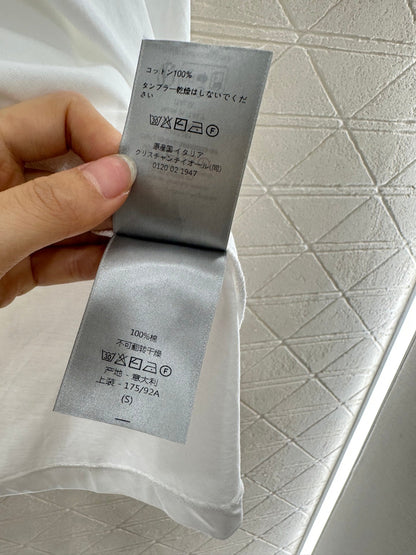 コットン100%
タンブラー乾燥はしないでくだ
さい
F
原産国イタリア
クリスチャンディオール(同)
0120 02 1947
100%棉
不可翻转干燥
F
产地-意大利
上装-175/92A
(S)